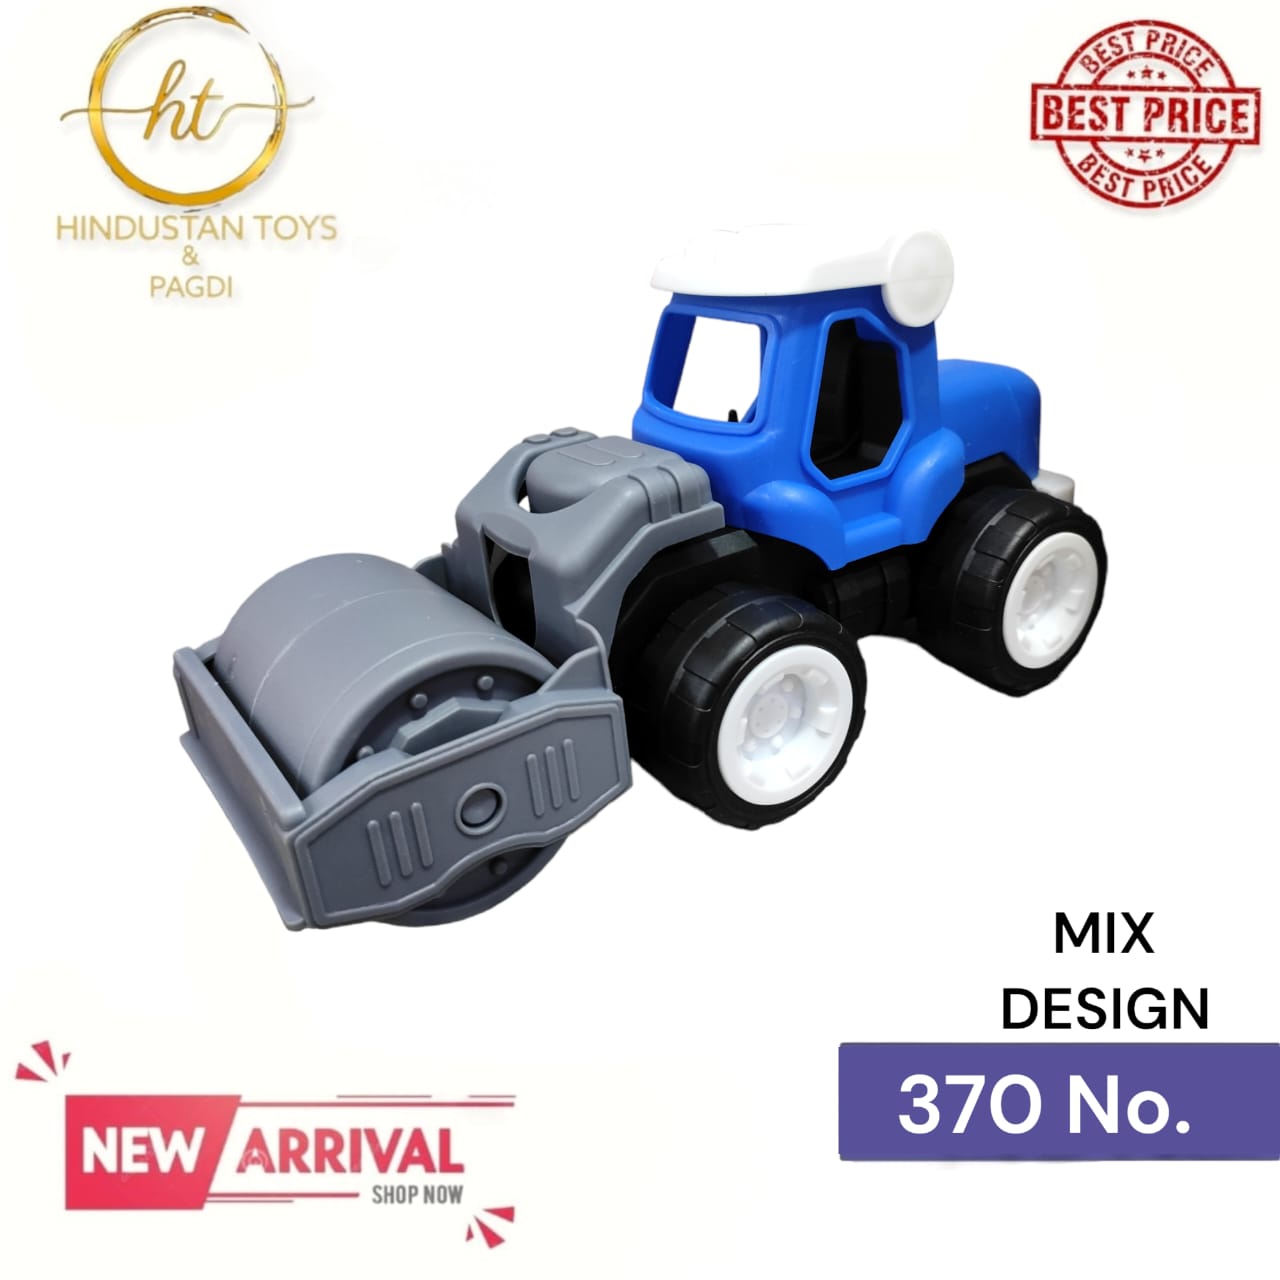 ht
HINDUSTAN TOYS
&
PAGDI
BEST PRICE
BEST PRICE
BEST PRICE
MIX
DESIGN
370 No.
NEW ARRIVAL
SHOP NOW